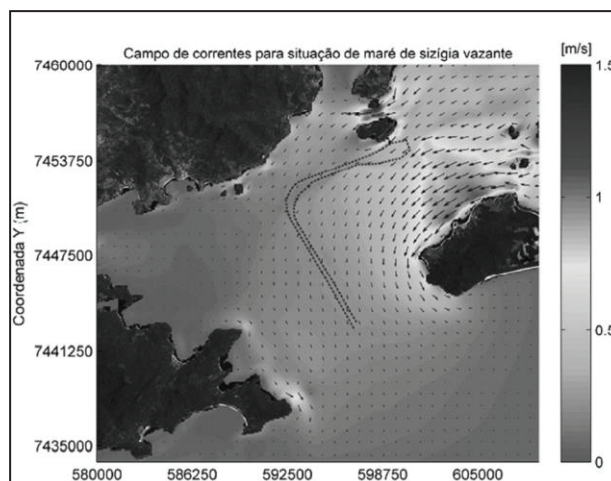 Campo de correntes para situação de maré de sizígia vazante
[m/s]
7460000
1.5
7453750
1
7447500
Coordenada Y (m)
0.5
7441250
7435000
0
580000 586250 592500 598750 605000